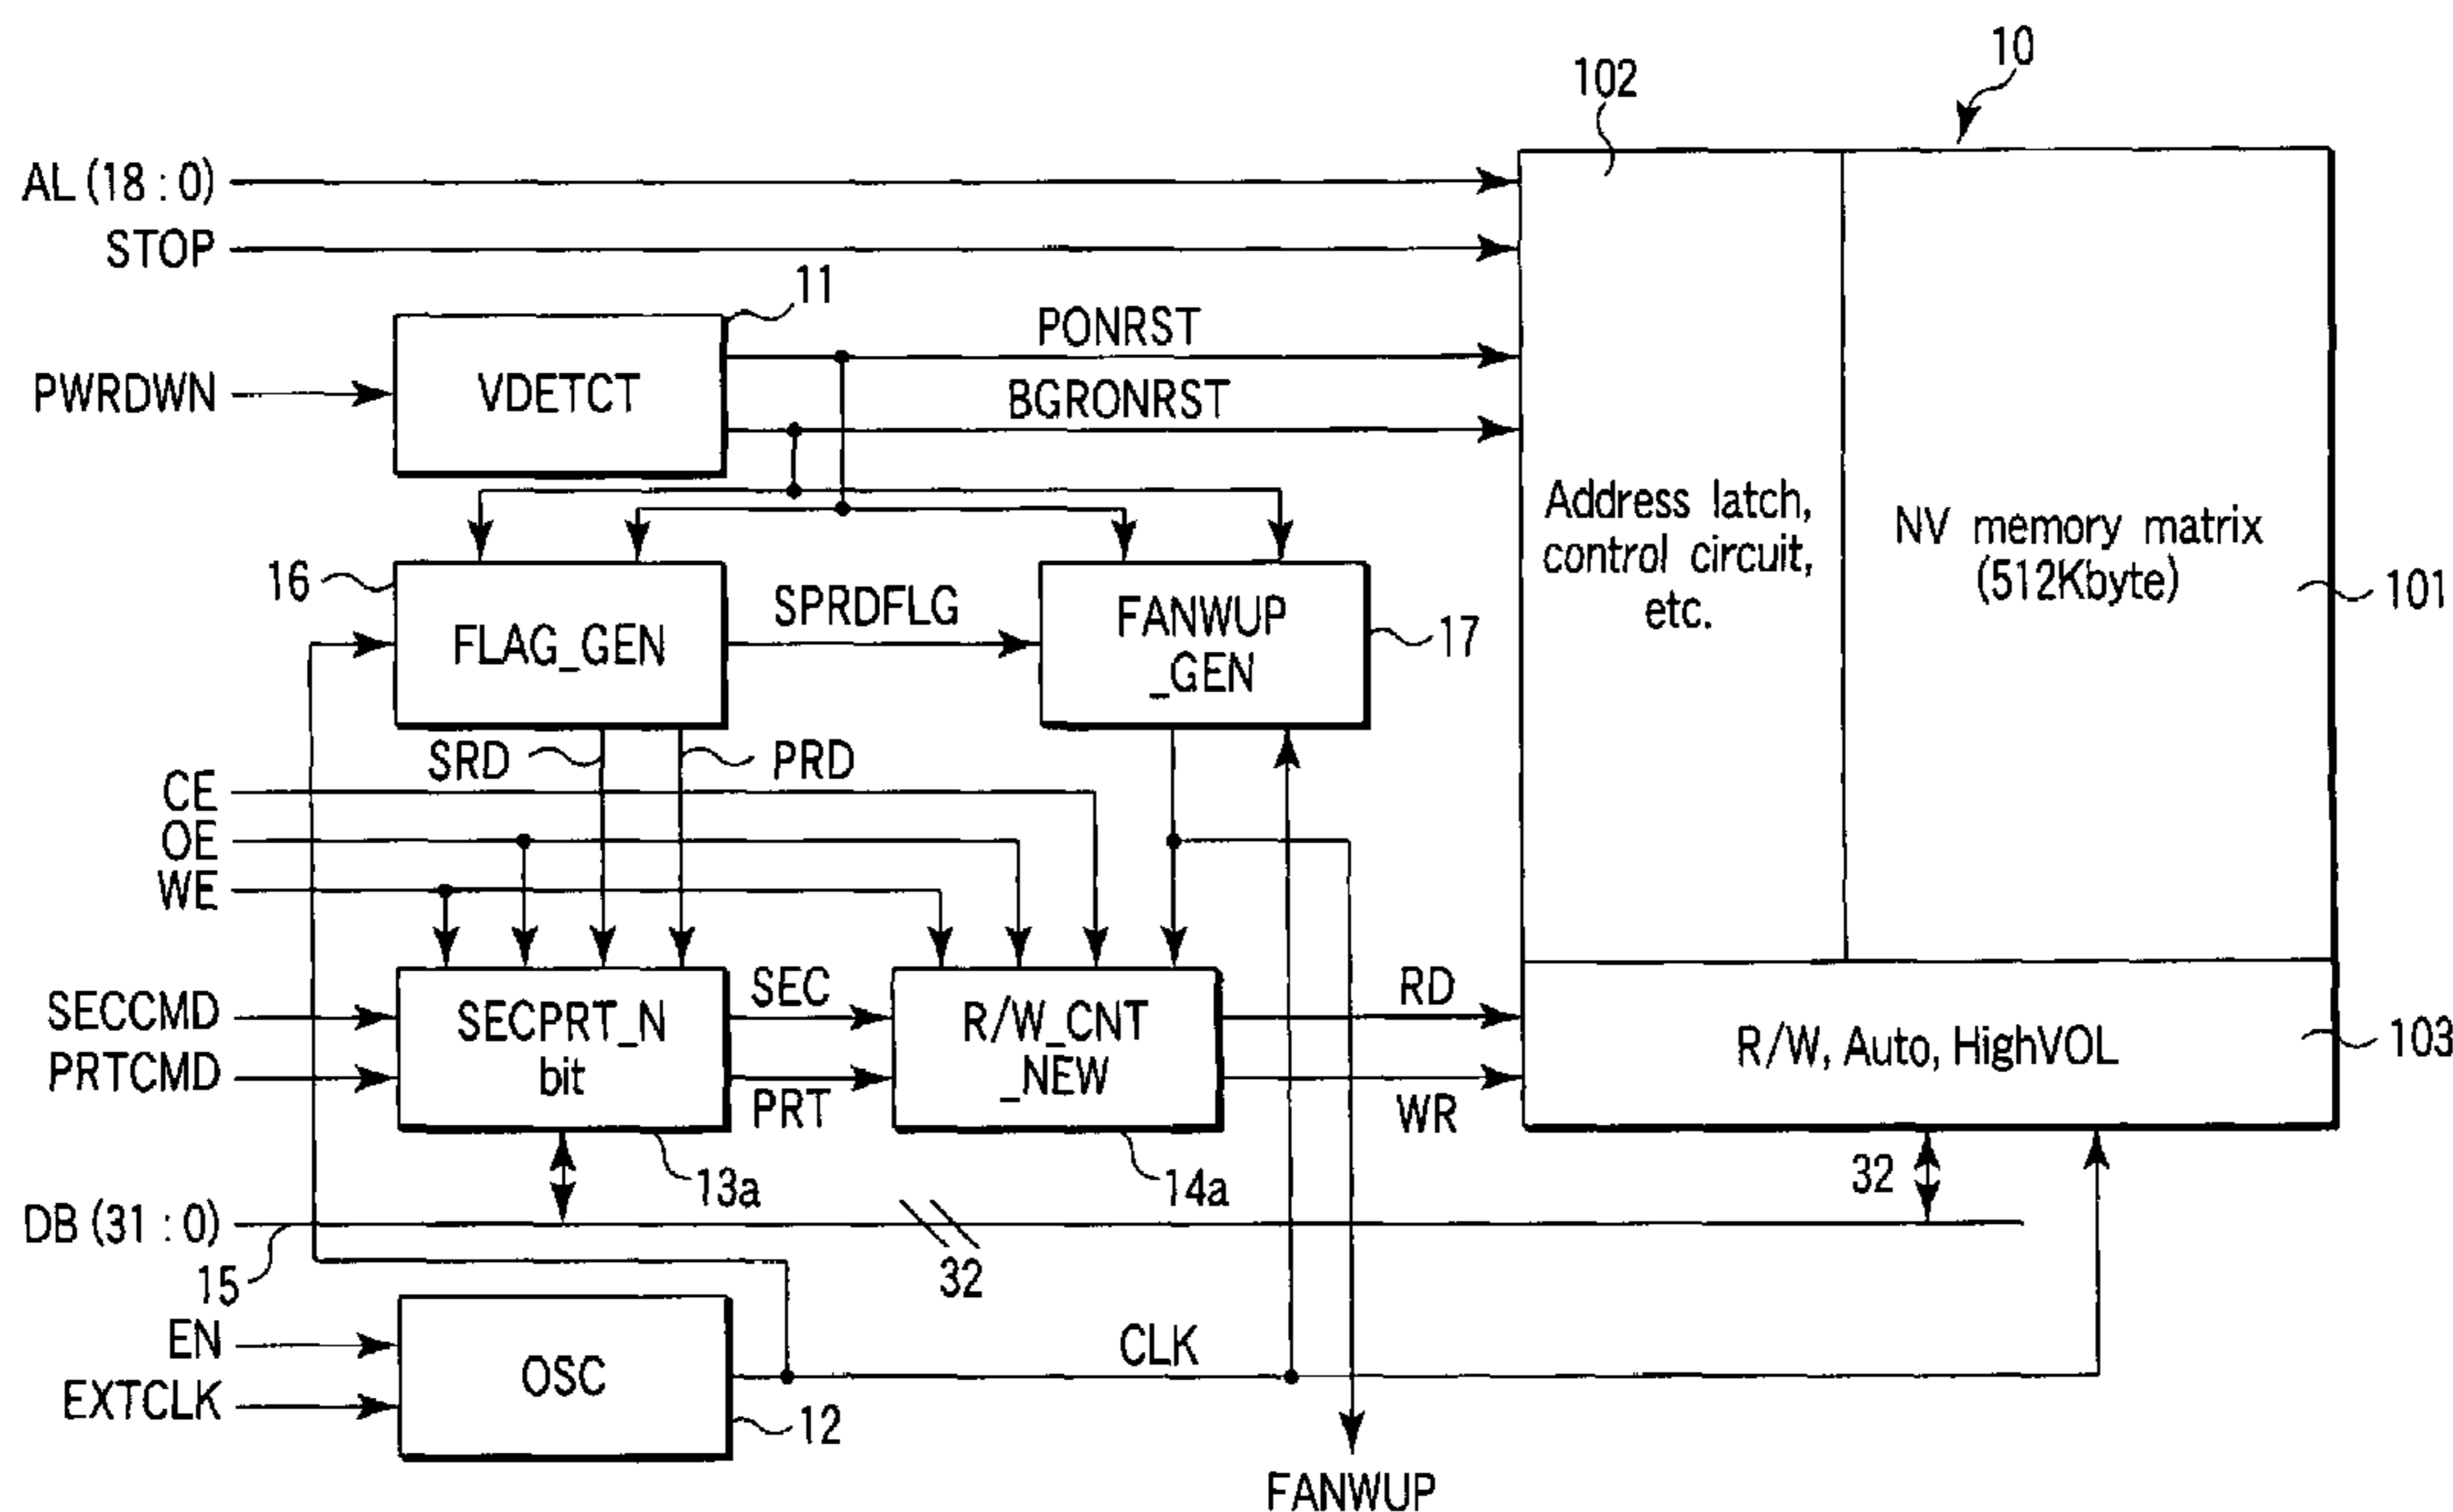 10
102
AL (18 : 0)
STOP
11
PONRST
PWRDWN
VDETCT
BGRONRST
Address latch,
control circuit,
etc.
NV memory matrix
(512Kbyte)
101
16
FLAG_GEN
SPRDFLG
FANWUP
_GEN
17
SRD
PRD
CE
OE
WE
SECCMD
PRTCMD
SECPRT_N
bit
SEC
PRT
R/W_CNT
_NEW
RD
WR
R/W, Auto, HighVOL
103
13a
14a
32
DB (31 : 0)
15
32
EN
EXTCLK
OSC
12
CLK
FANWUP